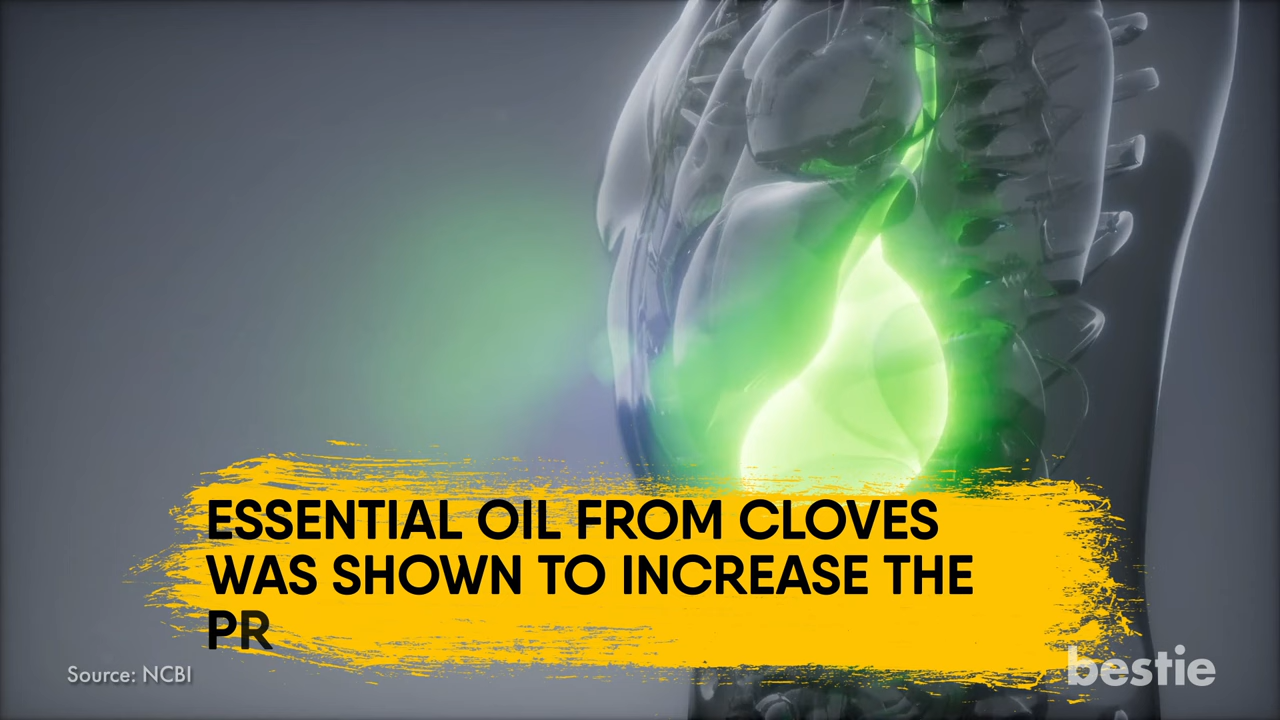 ESSENTIAL OIL FROM CLOVES
WAS SHOWN TO INCREASE THE
PR
Source: NCBI
bestie